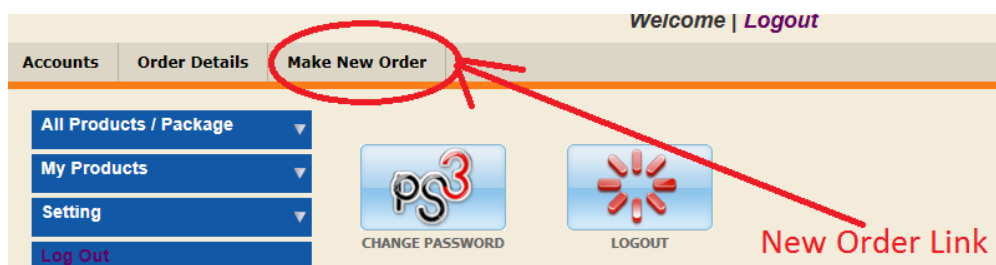 Welcome | Logout
Accounts Order Details Make New Order
All Products / Package
My Products
Setting
Log Out
PS3
CHANGE PASSWORD
LOGOUT
New Order Link